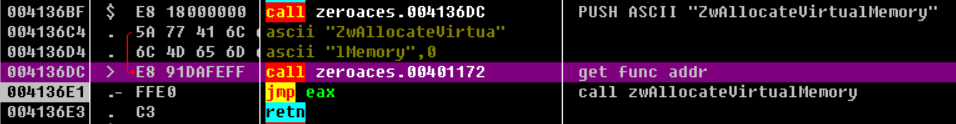 004136BF $ E8 18000000 call zeroaces.004136DC PUSH ASCII "ZwAllocateVirtualMemory"
004136C4 . 5A 77 41 6C ascii "ZwAllocateVirtua"
004136D4 . 6C 4D 65 6D ascii "lMemory",0
004136DC > E8 91DAFEFF call zeroaces.00401172 get func addr
004136E1 .- FFE0 jmp eax call zwAllocateVirtualMemory
004136E3 . C3 retn